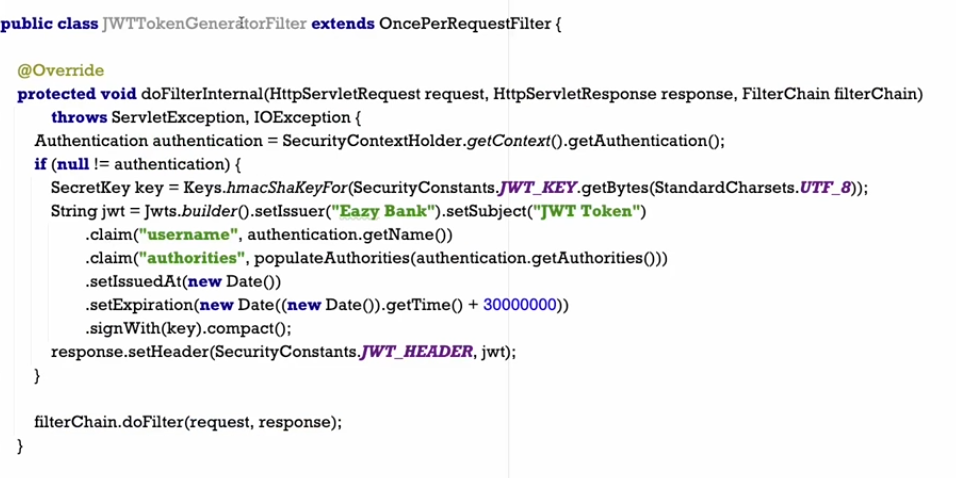 public class JWTTokenGeneratorFilter extends OncePerRequestFilter {
@Override
protected void doFilterInternal(HttpServletRequest request, HttpServletResponse response, FilterChain filterChain)
throws ServletException, IOException {
Authentication authentication = SecurityContextHolder.getContext().getAuthentication();
if (null != authentication) {
SecretKey key = Keys.hmacShaKeyFor(SecurityConstants.JWT_KEY.getBytes(StandardCharsets.UTF_8));
String jwt = Jwts.builder().setIssuer("Eazy Bank").setSubject("JWT Token")
.claim("username", authentication.getName())
.claim("authorities", populateAuthorities(authentication.getAuthorities()))
.setIssuedAt(new Date())
.setExpiration(new Date((new Date()).getTime() + 30000000))
.signWith(key).compact();
response.setHeader(SecurityConstants.JWT_HEADER, jwt);
}
filterChain.doFilter(request, response);
}